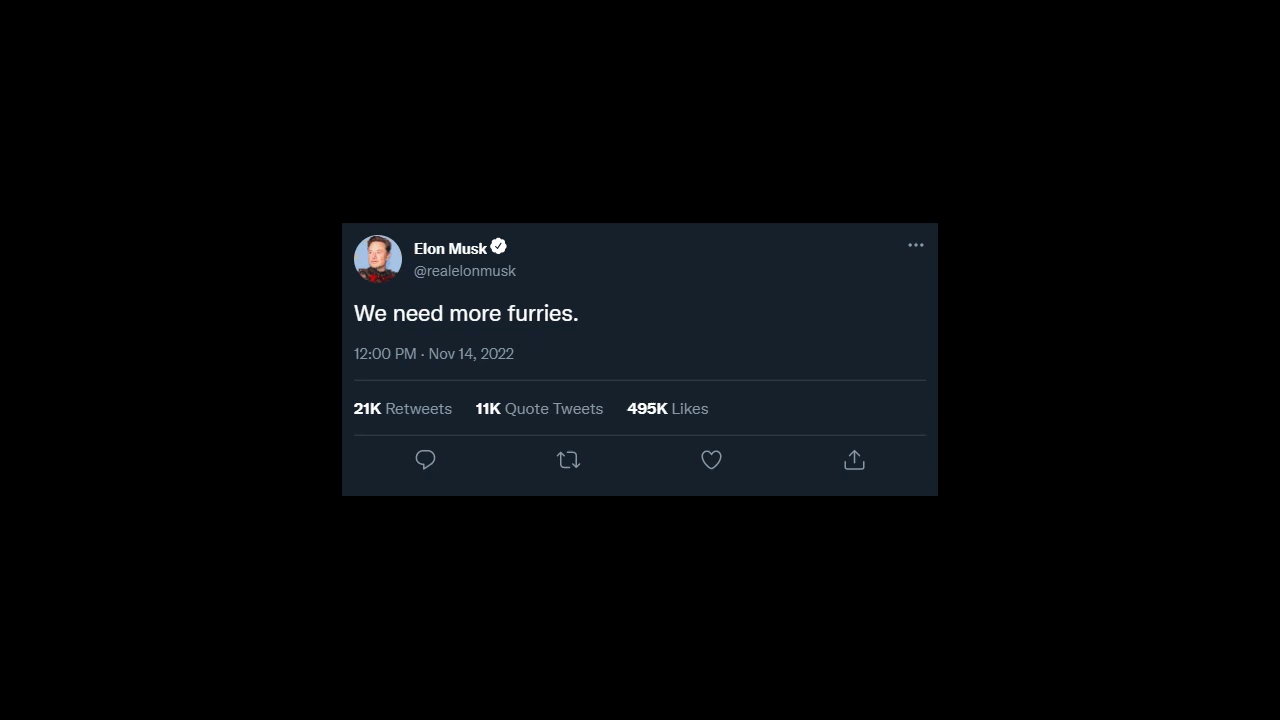 Elon Musk
@realelonmusk
We need more furries.
12:00 PM · Nov 14, 2022
21K Retweets 11K Quote Tweets 495K Likes